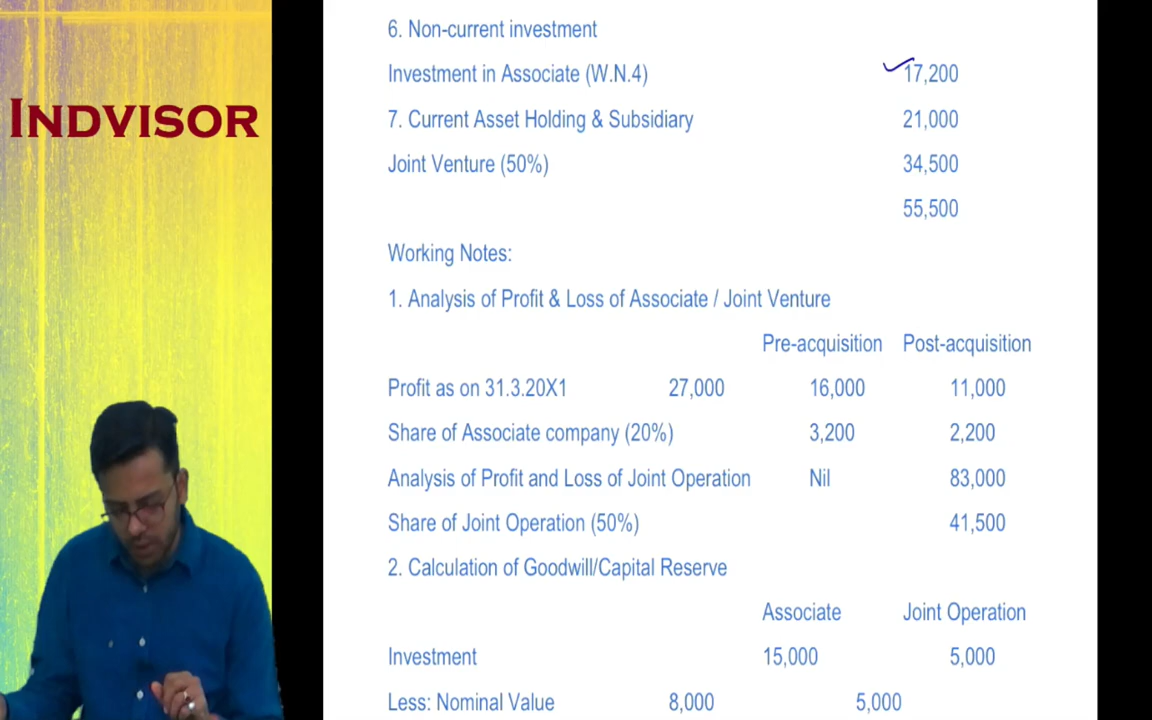 INDVISOR
6. Non-current investment
Investment in Associate (W.N.4) 17,200
7. Current Asset Holding & Subsidiary 21,000
Joint Venture (50%) 34,500
55,500
Working Notes:
1. Analysis of Profit & Loss of Associate / Joint Venture
Pre-acquisition Post-acquisition
Profit as on 31.3.20X1 27,000 16,000 11,000
Share of Associate company (20%) 3,200 2,200
Analysis of Profit and Loss of Joint Operation Nil 83,000
Share of Joint Operation (50%) 41,500
2. Calculation of Goodwill/Capital Reserve
Associate Joint Operation
Investment 15,000 5,000
Less: Nominal Value 8,000 5,000